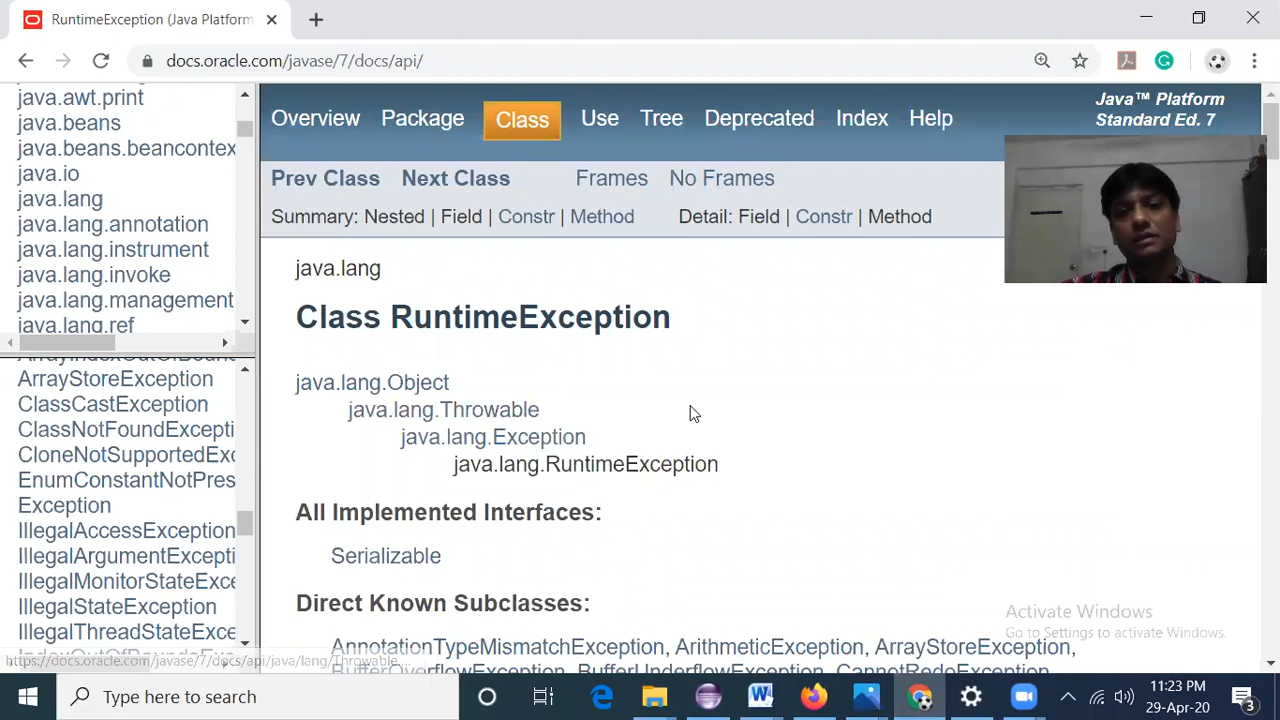 RuntimeException (Java Platform
docs.oracle.com/javase/7/docs/api/
java.awt.print
java.beans
java.beans.beancontex
java.io
java.lang
java.lang.annotation
java.lang.instrument
java.lang.invoke
java.lang.management
java.lang.ref
ArrayIndexOutOfBound
ArrayStoreException
ClassCastException
ClassNotFoundExcepti
CloneNotSupportedExc
EnumConstantNotPres
Exception
IllegalAccessException
IllegalArgumentExcepti
IllegalMonitorStateExce
IllegalStateException
IllegalThreadStateExce
IndexOutOfBoundsExce
https://docs.oracle.com/javase/7/docs/api/java/lang/Throwable...
Overview Package Class Use Tree Deprecated Index Help
Java™ Platform
Standard Ed. 7
Prev Class Next Class Frames No Frames
Summary: Nested | Field | Constr | Method Detail: Field | Constr | Method
java.lang
Class RuntimeException
java.lang.Object
java.lang.Throwable
java.lang.Exception
java.lang.RuntimeException
All Implemented Interfaces:
Serializable
Direct Known Subclasses:
AnnotationTypeMismatchException, ArithmeticException, ArrayStoreException,
BufferOverflowException, BufferUnderflowException, CannotRedoException,
Activate Windows
Go to Settings to activate Windows.
Type here to search
11:23 PM
29-Apr-20
3